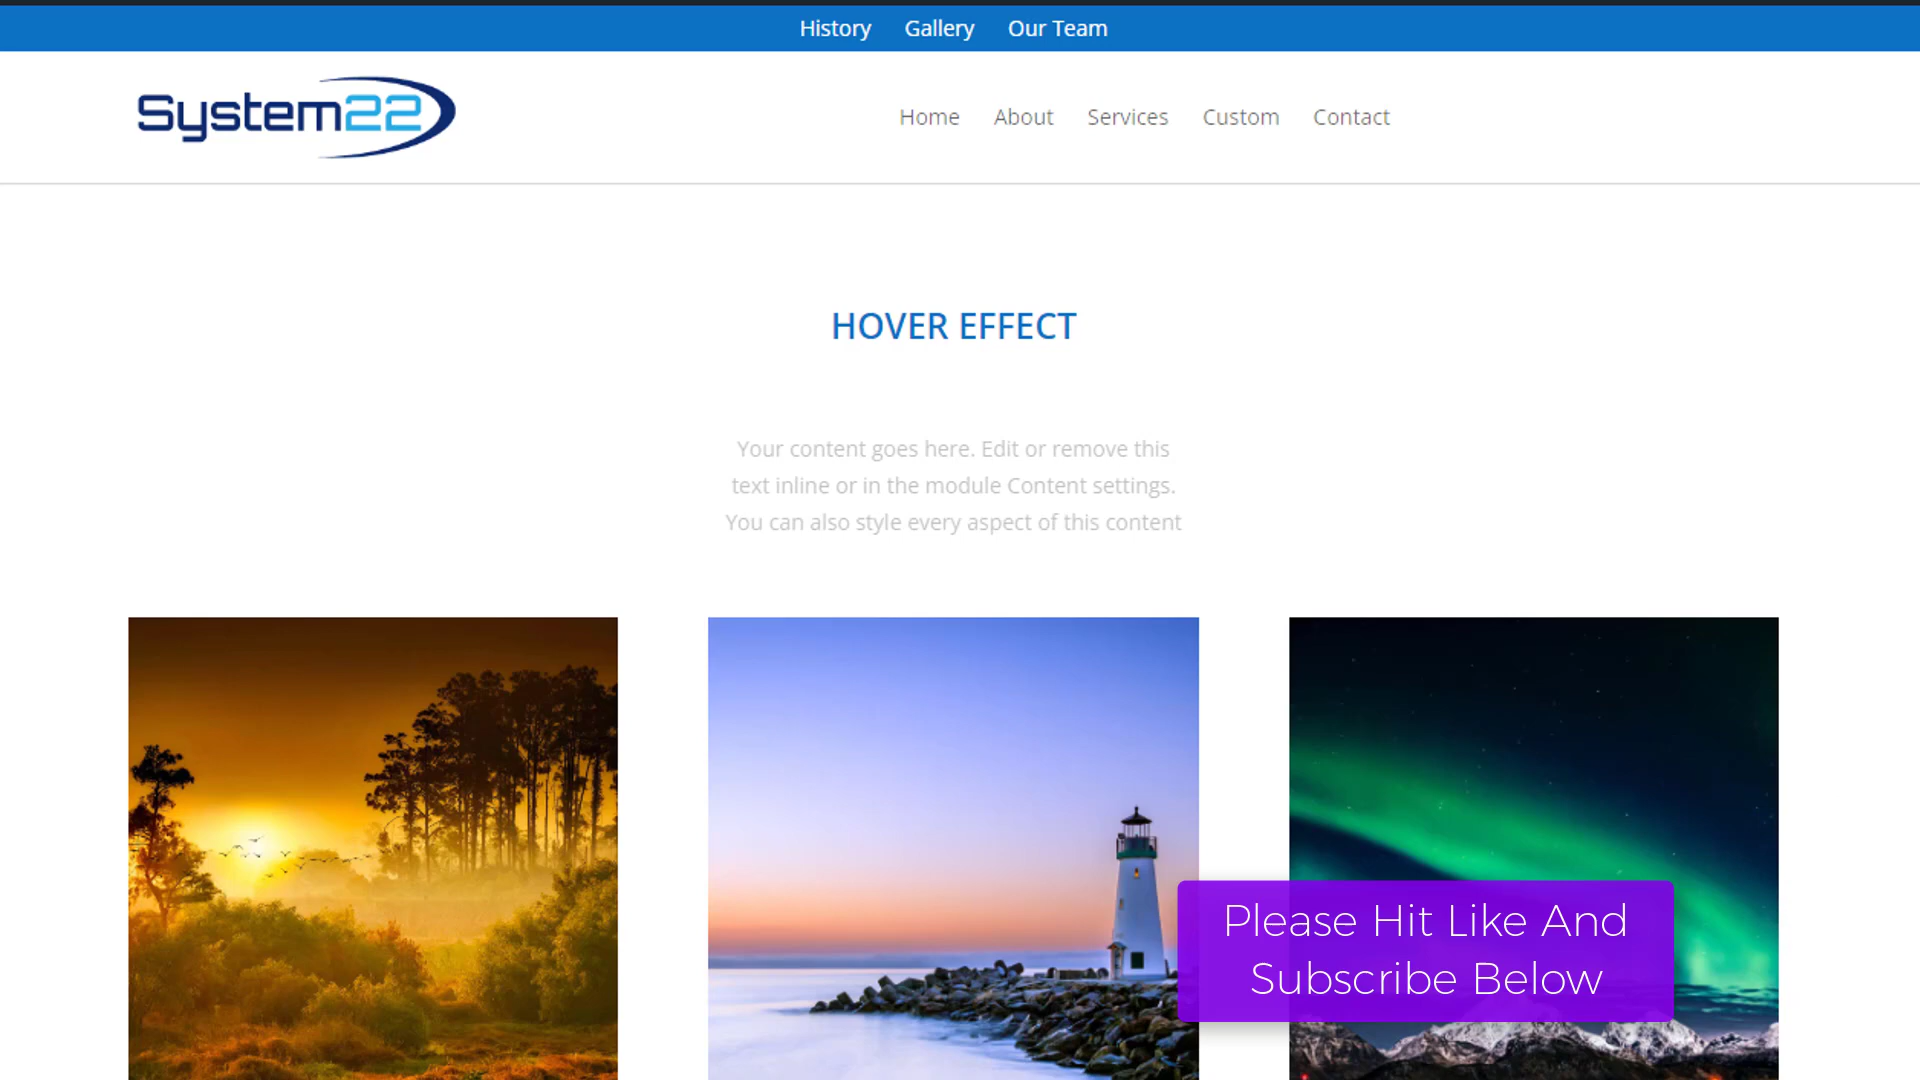 History Gallery Our Team
System22
Home About Services Custom Contact
HOVER EFFECT
Your content goes here. Edit or remove this
text inline or in the module Content settings.
You can also style every aspect of this content
Please Hit Like And
Subscribe Below